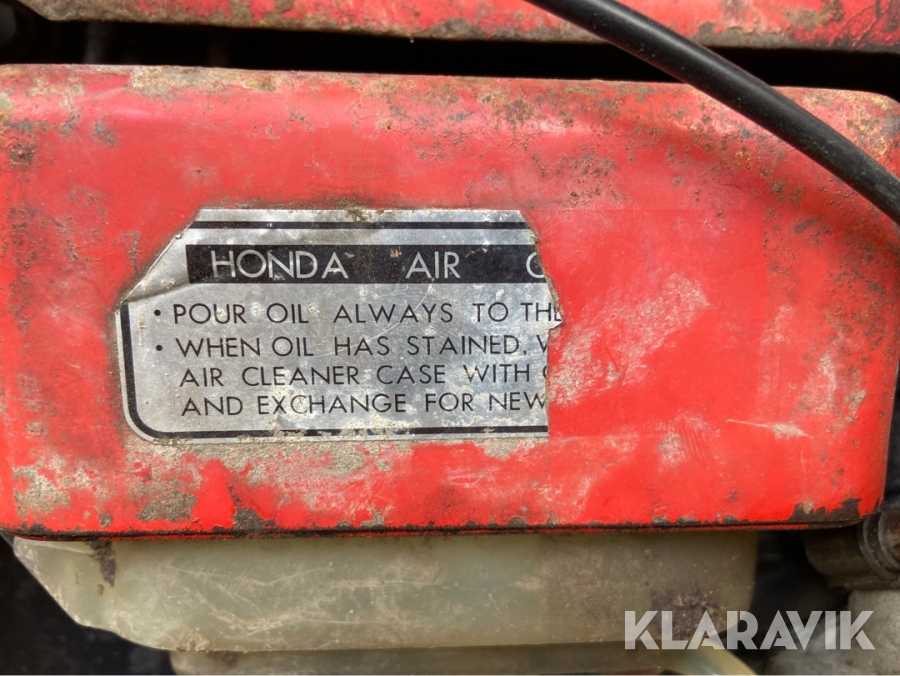 HONDA AIR C
• POUR OIL ALWAYS TO THE
• WHEN OIL HAS STAINED,
AIR CLEANER CASE WITH
AND EXCHANGE FOR NEW
KLARAVIK